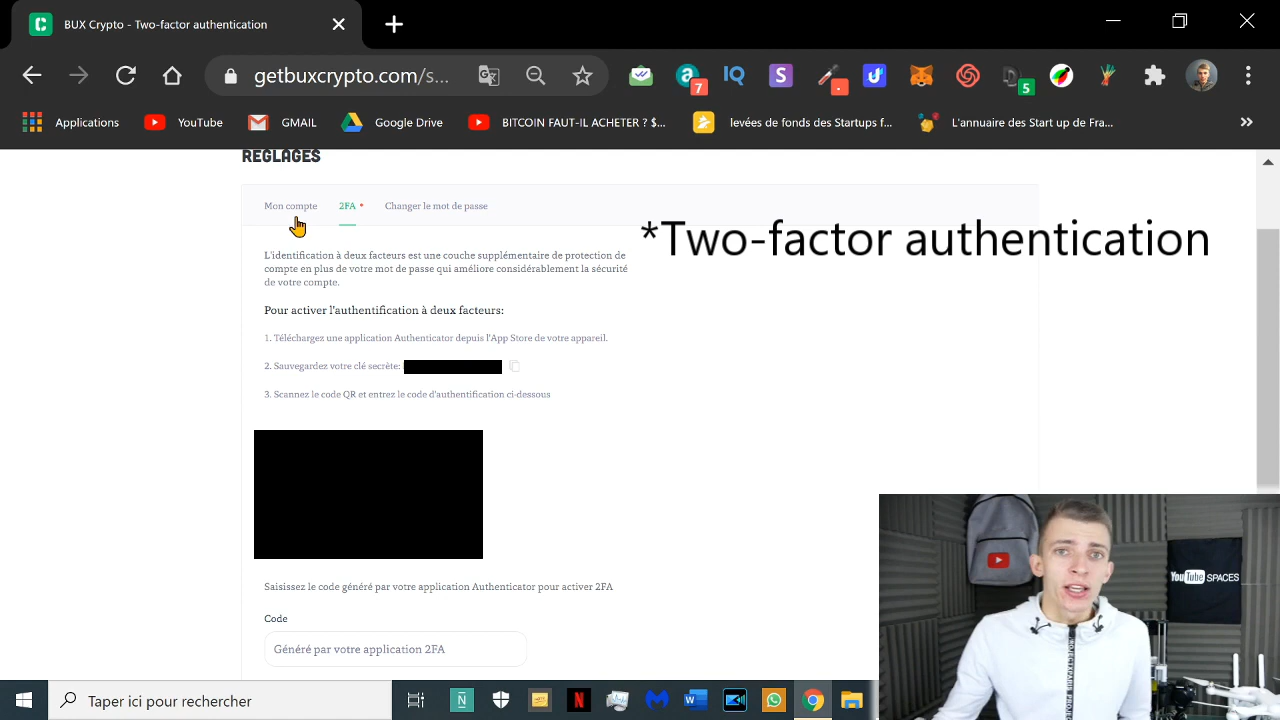 BUX Crypto - Two-factor authentication
getbuxcrypto.com/s...
7
IQ
S
5
Applications
YouTube
GMAIL
Google Drive
BITCOIN FAUT-IL ACHETER ? $...
levées de fonds des Startups f...
L'annuaire des Start up de Fra...
REGLAGES
Mon compte
2FA
Changer le mot de passe
*Two-factor authentication
L'identification à deux facteurs est une couche supplémentaire de protection de
compte en plus de votre mot de passe qui améliore considérablement la sécurité
de votre compte.
Pour activer l'authentification à deux facteurs:
1. Téléchargez une application Authenticator depuis l'App Store de votre appareil.
2. Sauvegardez votre clé secrète:
3. Scannez le code QR et entrez le code d'authentification ci-dessous
Saisissez le code généré par votre application Authenticator pour activer 2FA
Code
Généré par votre application 2FA
YouTube SPACES
Taper ici pour rechercher